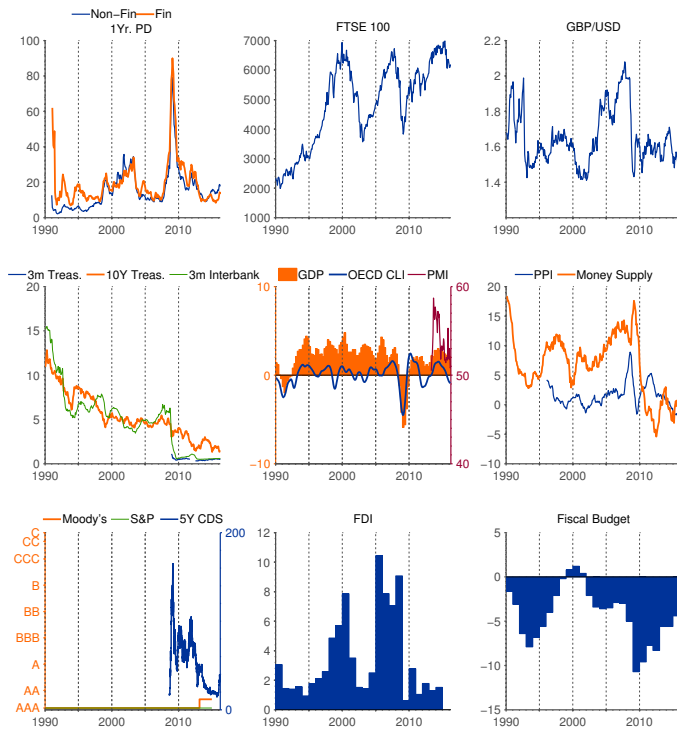 Non-Fin Fin
1Yr. PD
100
80
60
40
20
0
1990 2000 2010
FTSE 100
7000
6000
5000
4000
3000
2000
1000
1990 2000 2010
GBP/USD
2.2
2
1.8
1.6
1.4
1.2
1990 2000 2010
3m Treas. 10Y Treas. 3m Interbank
20
15
10
5
0
1990 2000 2010
GDP OECD CLI PMI
10 60
0 50
−10 40
1990 2000 2010
PPI Money Supply
20
15
10
5
0
−5
−10
1990 2000 2010
Moody's S&P 5Y CDS
C 200
CC
CCC
B
BB
BBB
A
AA
AAA 0
1990 2000 2010
FDI
12
10
8
6
4
2
0
1990 2000 2010
Fiscal Budget
5
0
−5
−10
−15
1990 2000 2010